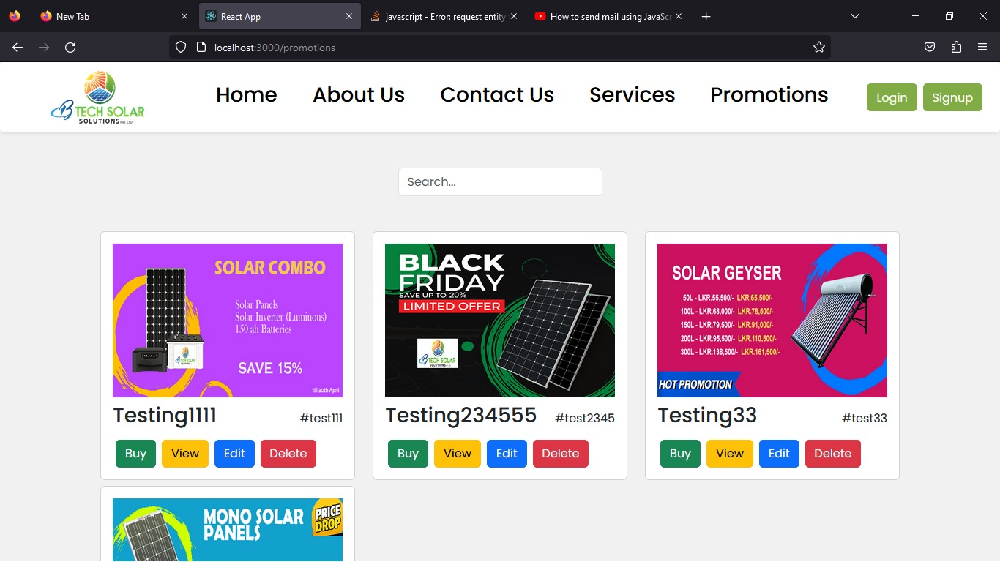 New Tab
React App
javascript - Error: request entity
How to send mail using JavaScri
localhost:3000/promotions
B TECH SOLAR
SOLUTIONS PVT LTD
Home About Us Contact Us Services Promotions
Login Signup
Search...
SOLAR COMBO
Solar Panels
Solar Inverter (Luminous)
150 ah Batteries
SAVE 15%
till 30th April
Testing1111 #test111
Buy View Edit Delete
BLACK
FRIDAY
SAVE UP TO 20%
LIMITED OFFER
B TECH SOLAR
SOLUTIONS
Testing234555 #test2345
Buy View Edit Delete
SOLAR GEYSER
50L - LKR.55,500/- LKR.65,500/-
100L - LKR.68,000/- LKR.78,500/-
150L - LKR.79,500/- LKR.91,000/-
200L - LKR.95,500/- LKR.110,500/-
300L - LKR.138,500/- LKR.161,500/-
HOT PROMOTION
Testing33 #test33
Buy View Edit Delete
MONO SOLAR
PANELS
PRICE
DROP